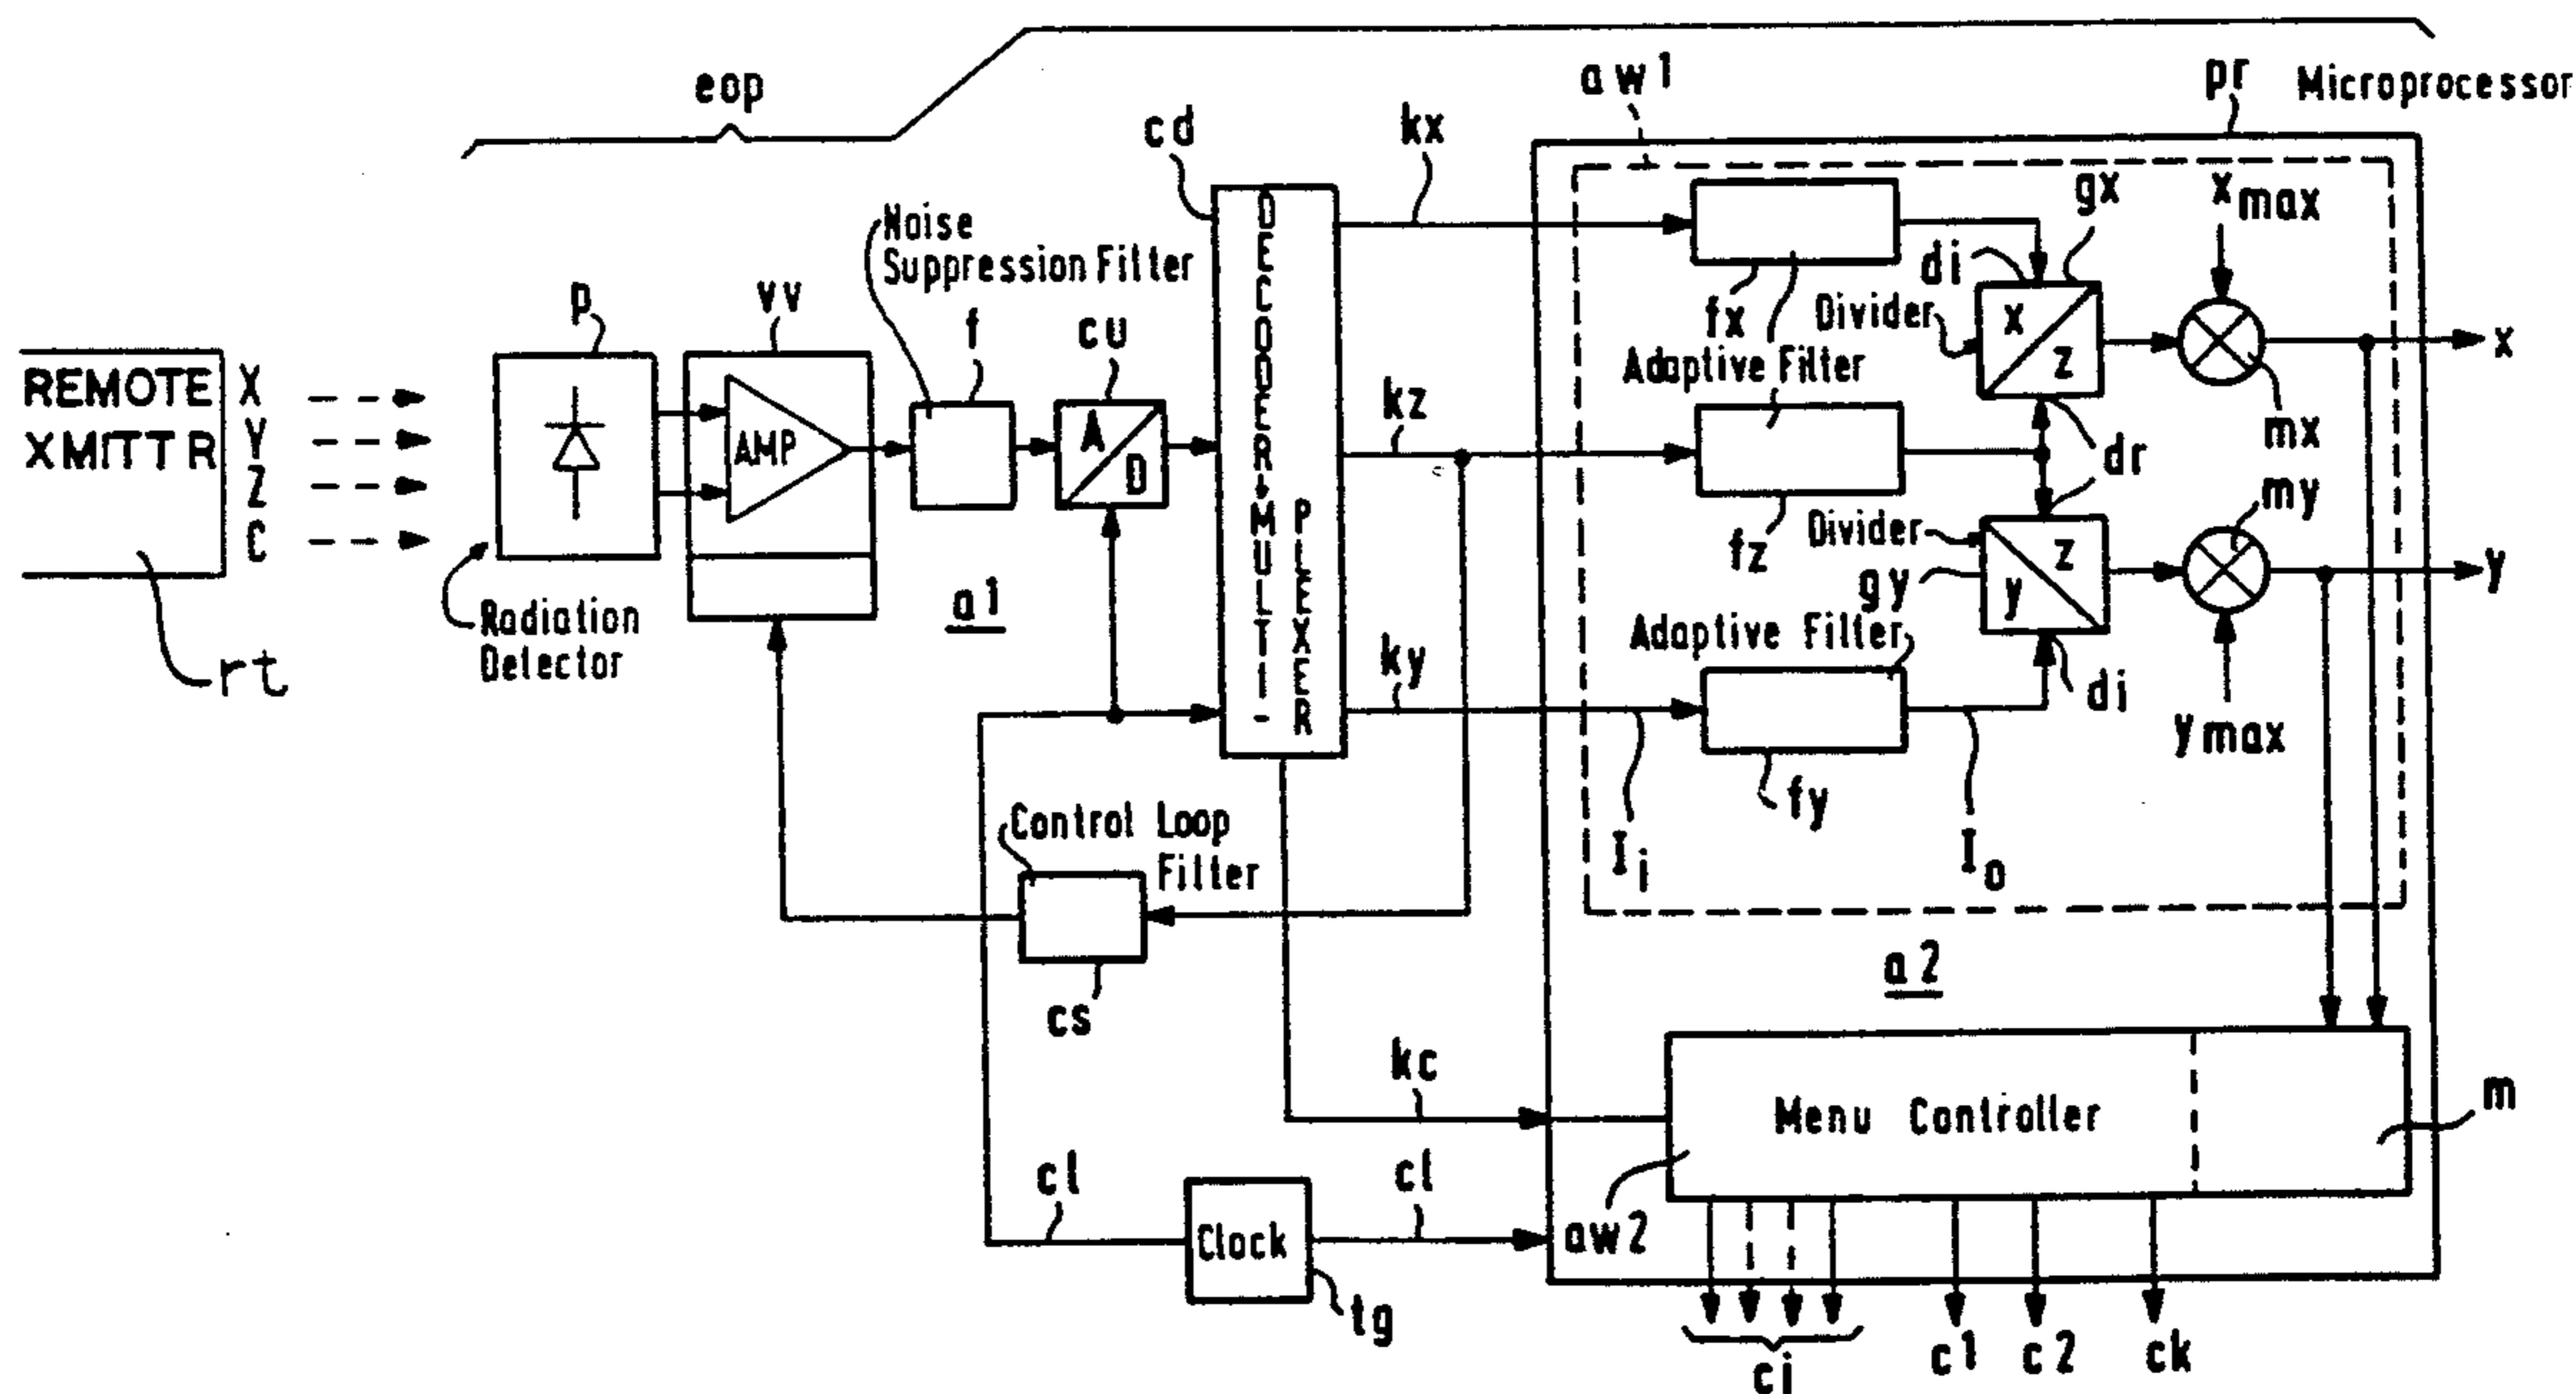 eop
aw1
pr
Microprocessor
cd
kx
gx
xmax
Noise
Suppression Filter
di
p
vv
f
cu
fx
Divider
x
z
x
REMOTE
XMITTR
X
Y
Z
C
AMP
A
D
DECODER+MULTI-
PLEXER
Adaptive Filter
kz
mx
dr
my
fz
Divider
z
y
y
gy
Radiation
Detector
a1
ky
Adaptive Filter
di
rt
ymax
fy
Control Loop
Filter
Ii
Io
cs
a2
kc
Menu Controller
m
cl
cl
Clock
aw2
tg
ci
c1
c2
ck